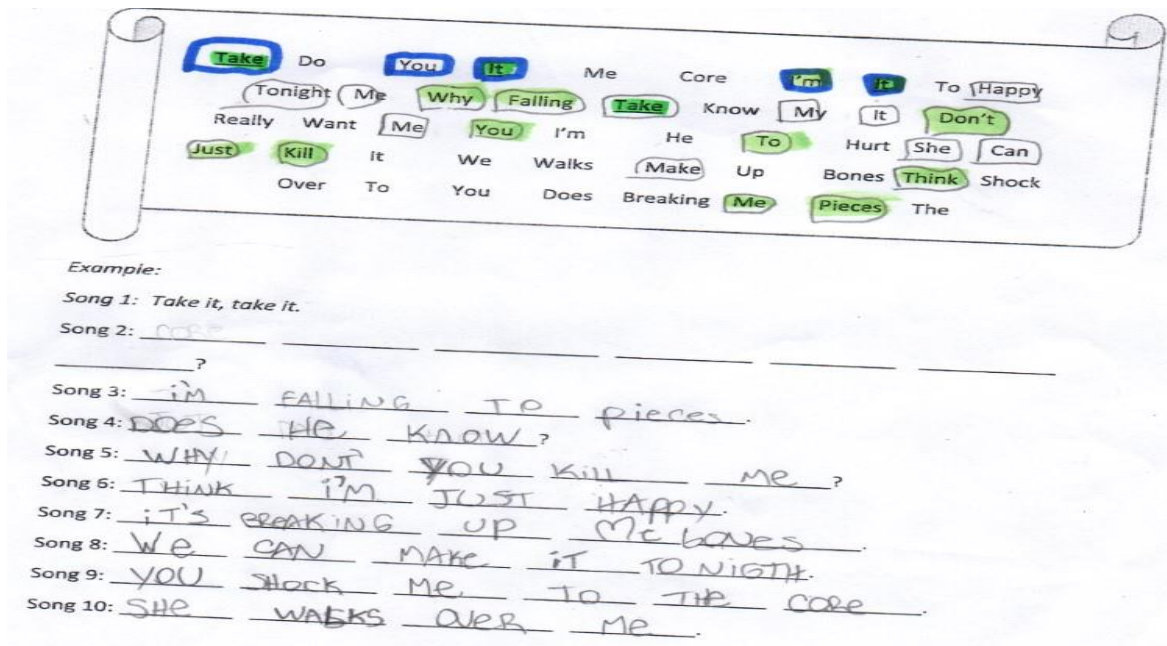 Take Do You It Me Core I'm It To Happy
Tonight Me Why Falling Take Know My It Don't
Really Want Me You I'm He To Hurt She Can
Just Kill It We Walks Make Up Bones Think Shock
Over To You Does Breaking Me Pieces The
Example:
Song 1: Take it, take it.
Song 2:
?
Song 3: i'm FALLiNG TO pieces.
Song 4: DOes He Know?
Song 5: WHY DONT YOU Kill Me?
Song 6: THiNK i'M JUST HAppy.
Song 7: iT'S BREAKiNG UP Me bones.
Song 8: We CAN MAKe iT TONIGTH.
Song 9: YOU SHock Me TO THe CORe.
Song 10: SHe WALKS OVER Me.